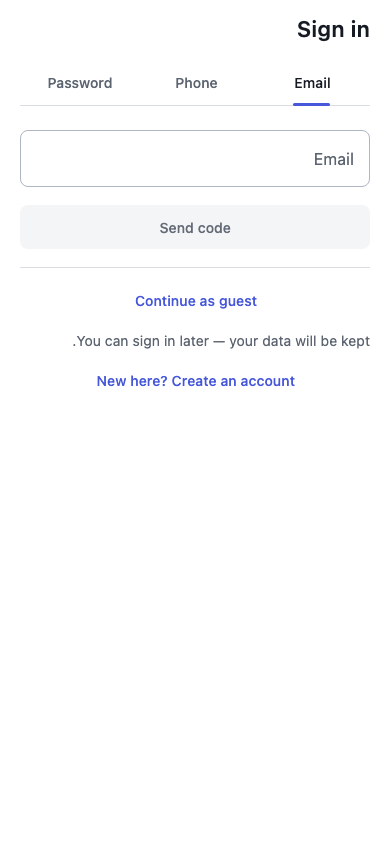 Sign in
Email
Phone
Password
Email
Send code
Continue as guest
.You can sign in later — your data will be kept
New here? Create an account